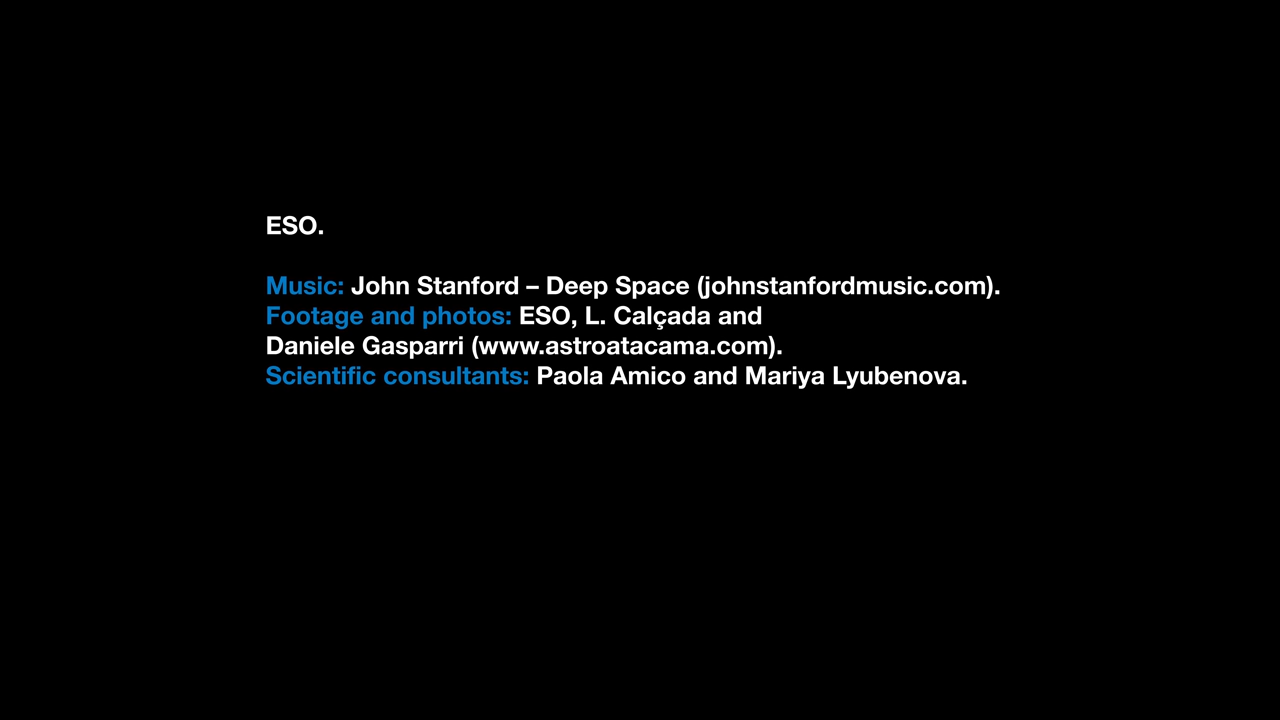 ESO.
Music: John Stanford – Deep Space (johnstanfordmusic.com).
Footage and photos: ESO, L. Calçada and
Daniele Gasparri (www.astroatacama.com).
Scientific consultants: Paola Amico and Mariya Lyubenova.